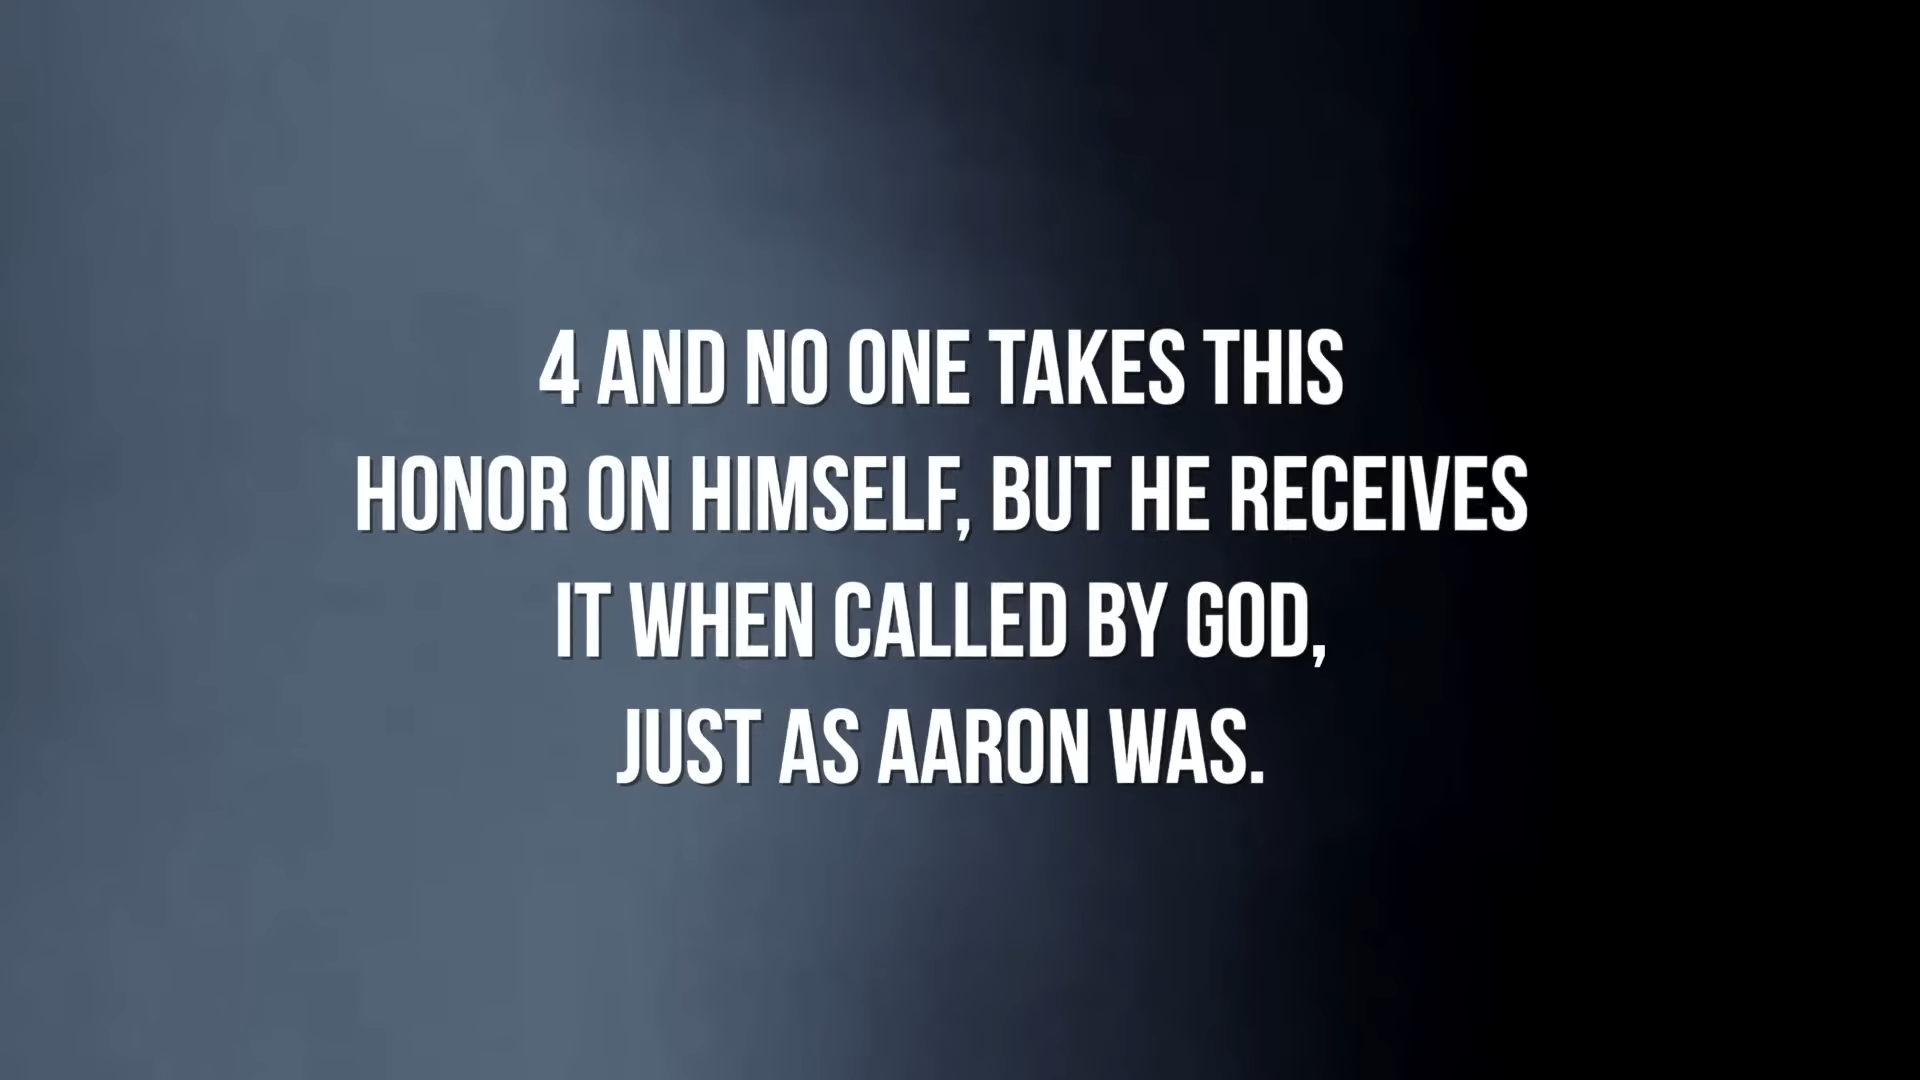 4 AND NO ONE TAKES THIS
HONOR ON HIMSELF, BUT HE RECEIVES
IT WHEN CALLED BY GOD,
JUST AS AARON WAS.